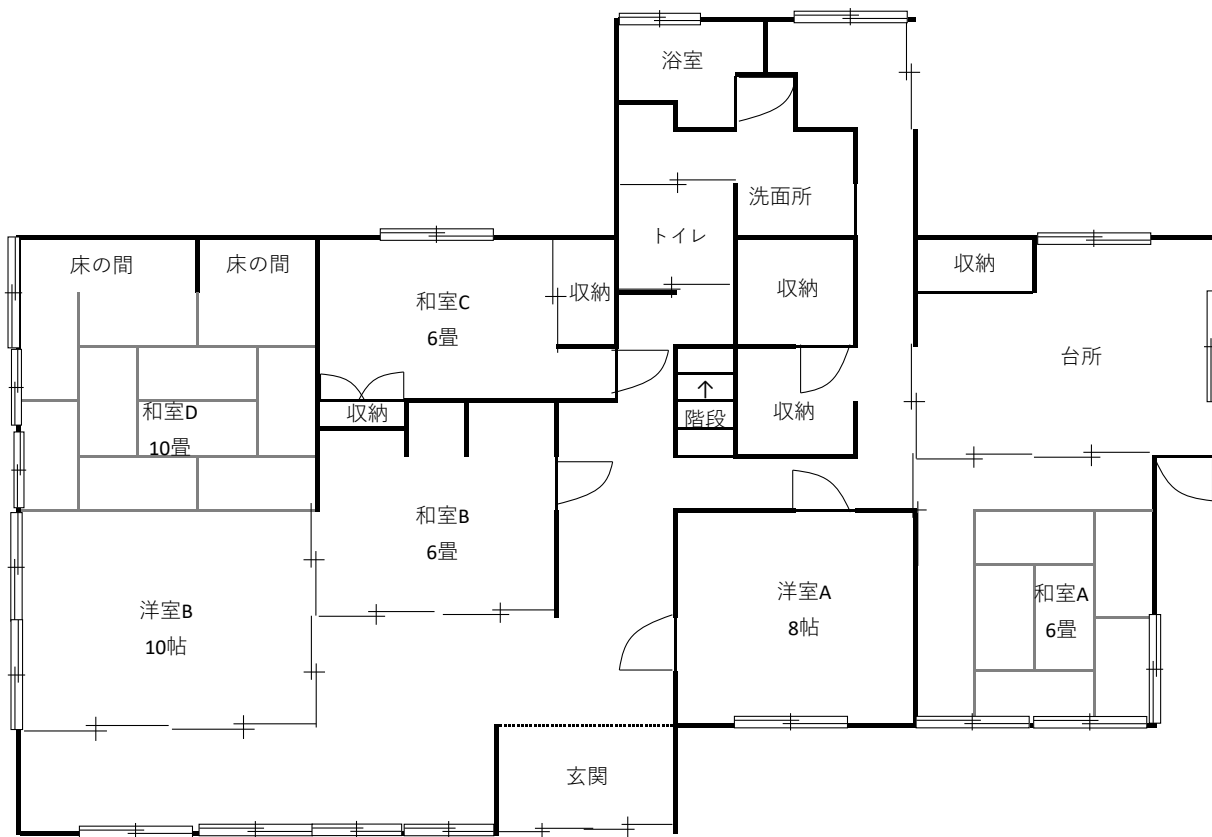 浴室
洗面所
トイレ
床の間
床の間
収納
収納
収納
和室C
6畳
台所
和室D
10畳
収納
階段
収納
和室B
6畳
洋室B
10帖
洋室A
8帖
和室A
6畳
玄関